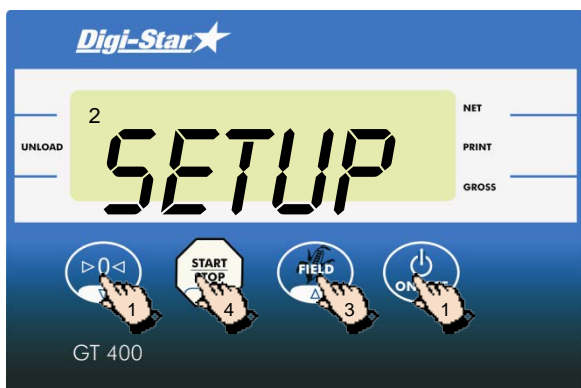 Digi-Star
NET
2
UNLOAD
SETUP
PRINT
GROSS
0
START
STOP
FIELD
ON
1
4
3
1
GT 400